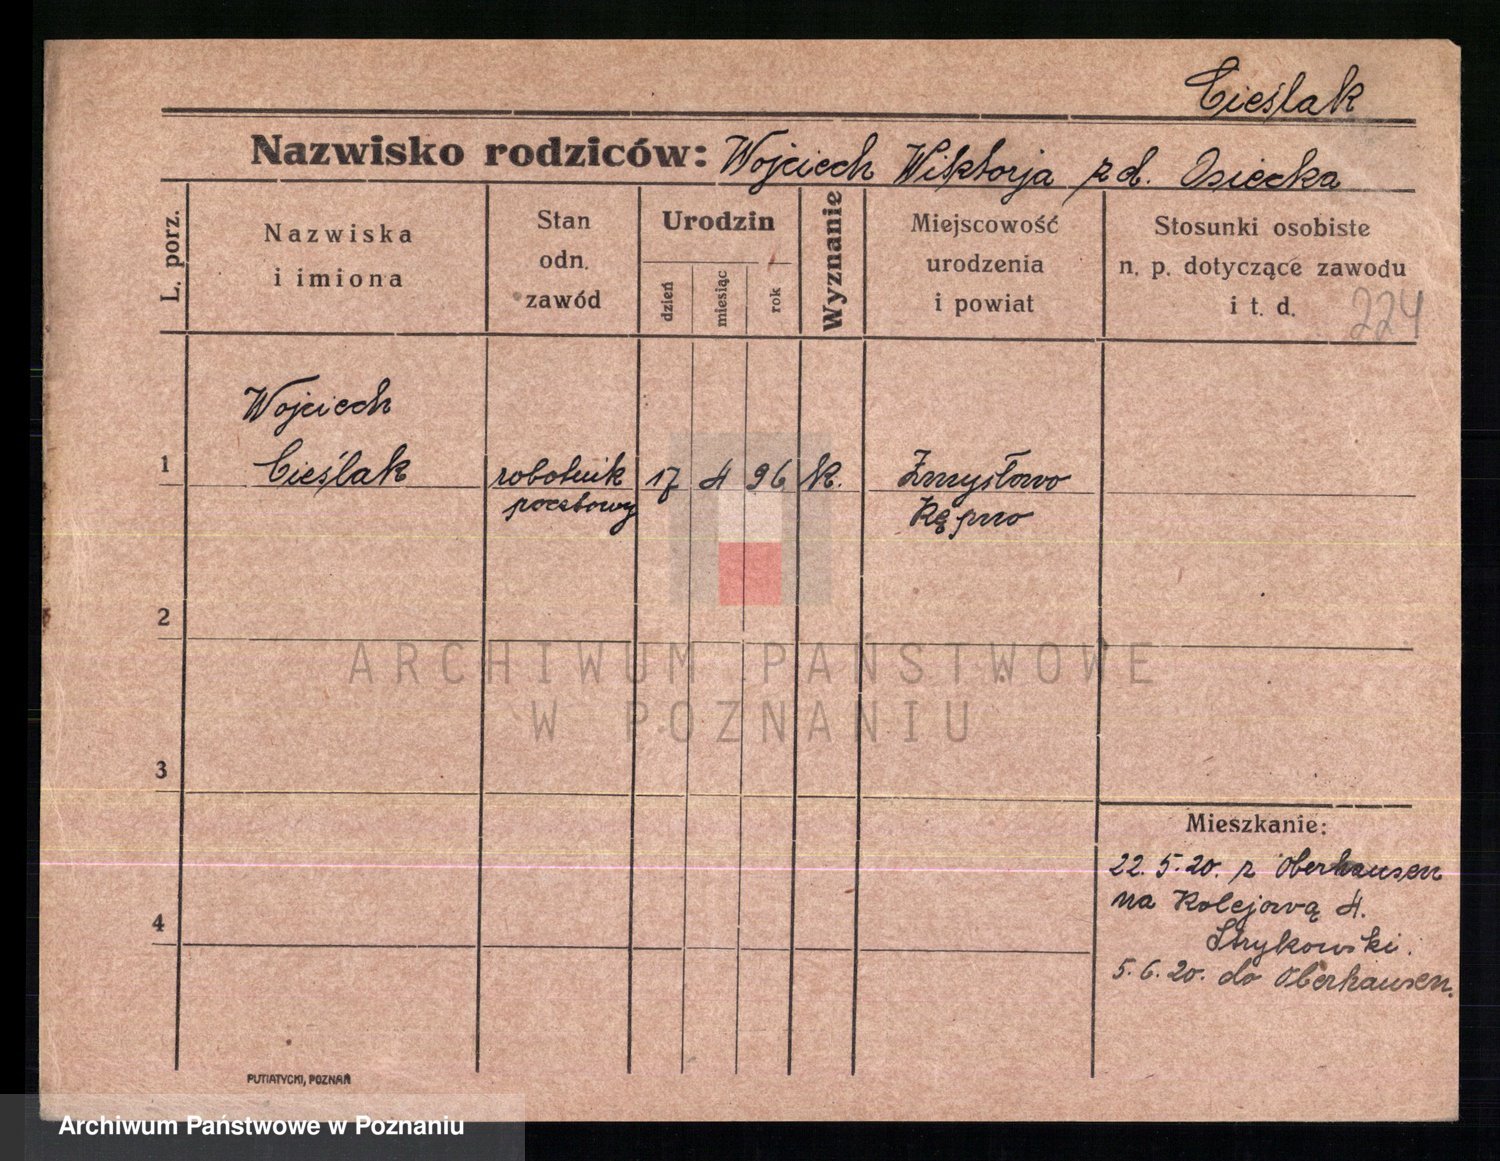 Cieślak
Nazwisko rodziców: Wojciech Wiktorja z d. Osiecka
L. porz.
Nazwiska
i imiona
Stan
odn.
zawód
Urodzin
dzień
miesiąc
rok
Wyznanie
Miejscowość
urodzenia
i powiat
Stosunki osobiste
n. p. dotyczące zawodu
i t. d.
224
Wojciech
1 Cieślak robotnik 17 4 96 k. Zmysłowo
pocztowy Kępno
2
3
4
Mieszkanie:
22.5.20. z Oberhausen
na Kolejową 4.
Strykowski.
5.6.20. do Oberhausen.
PUTIATYCKI, POZNAŃ
ARCHIWUM PAŃSTWOWE
W POZNANIU
Archiwum Państwowe w Poznaniu